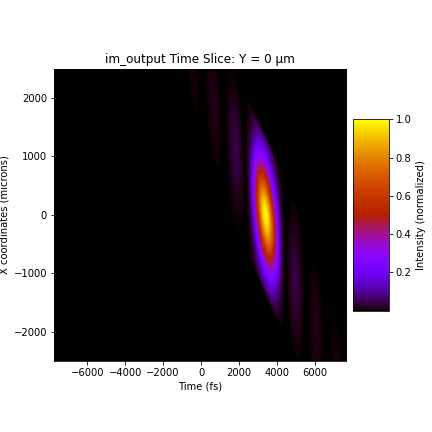 im_output Time Slice: Y = 0 μm
X coordinates (microns)
2000
1000
0
−1000
−2000
−6000 −4000 −2000 0 2000 4000 6000
Time (fs)
1.0
0.8
0.6
0.4
0.2
Intensity (normalized)